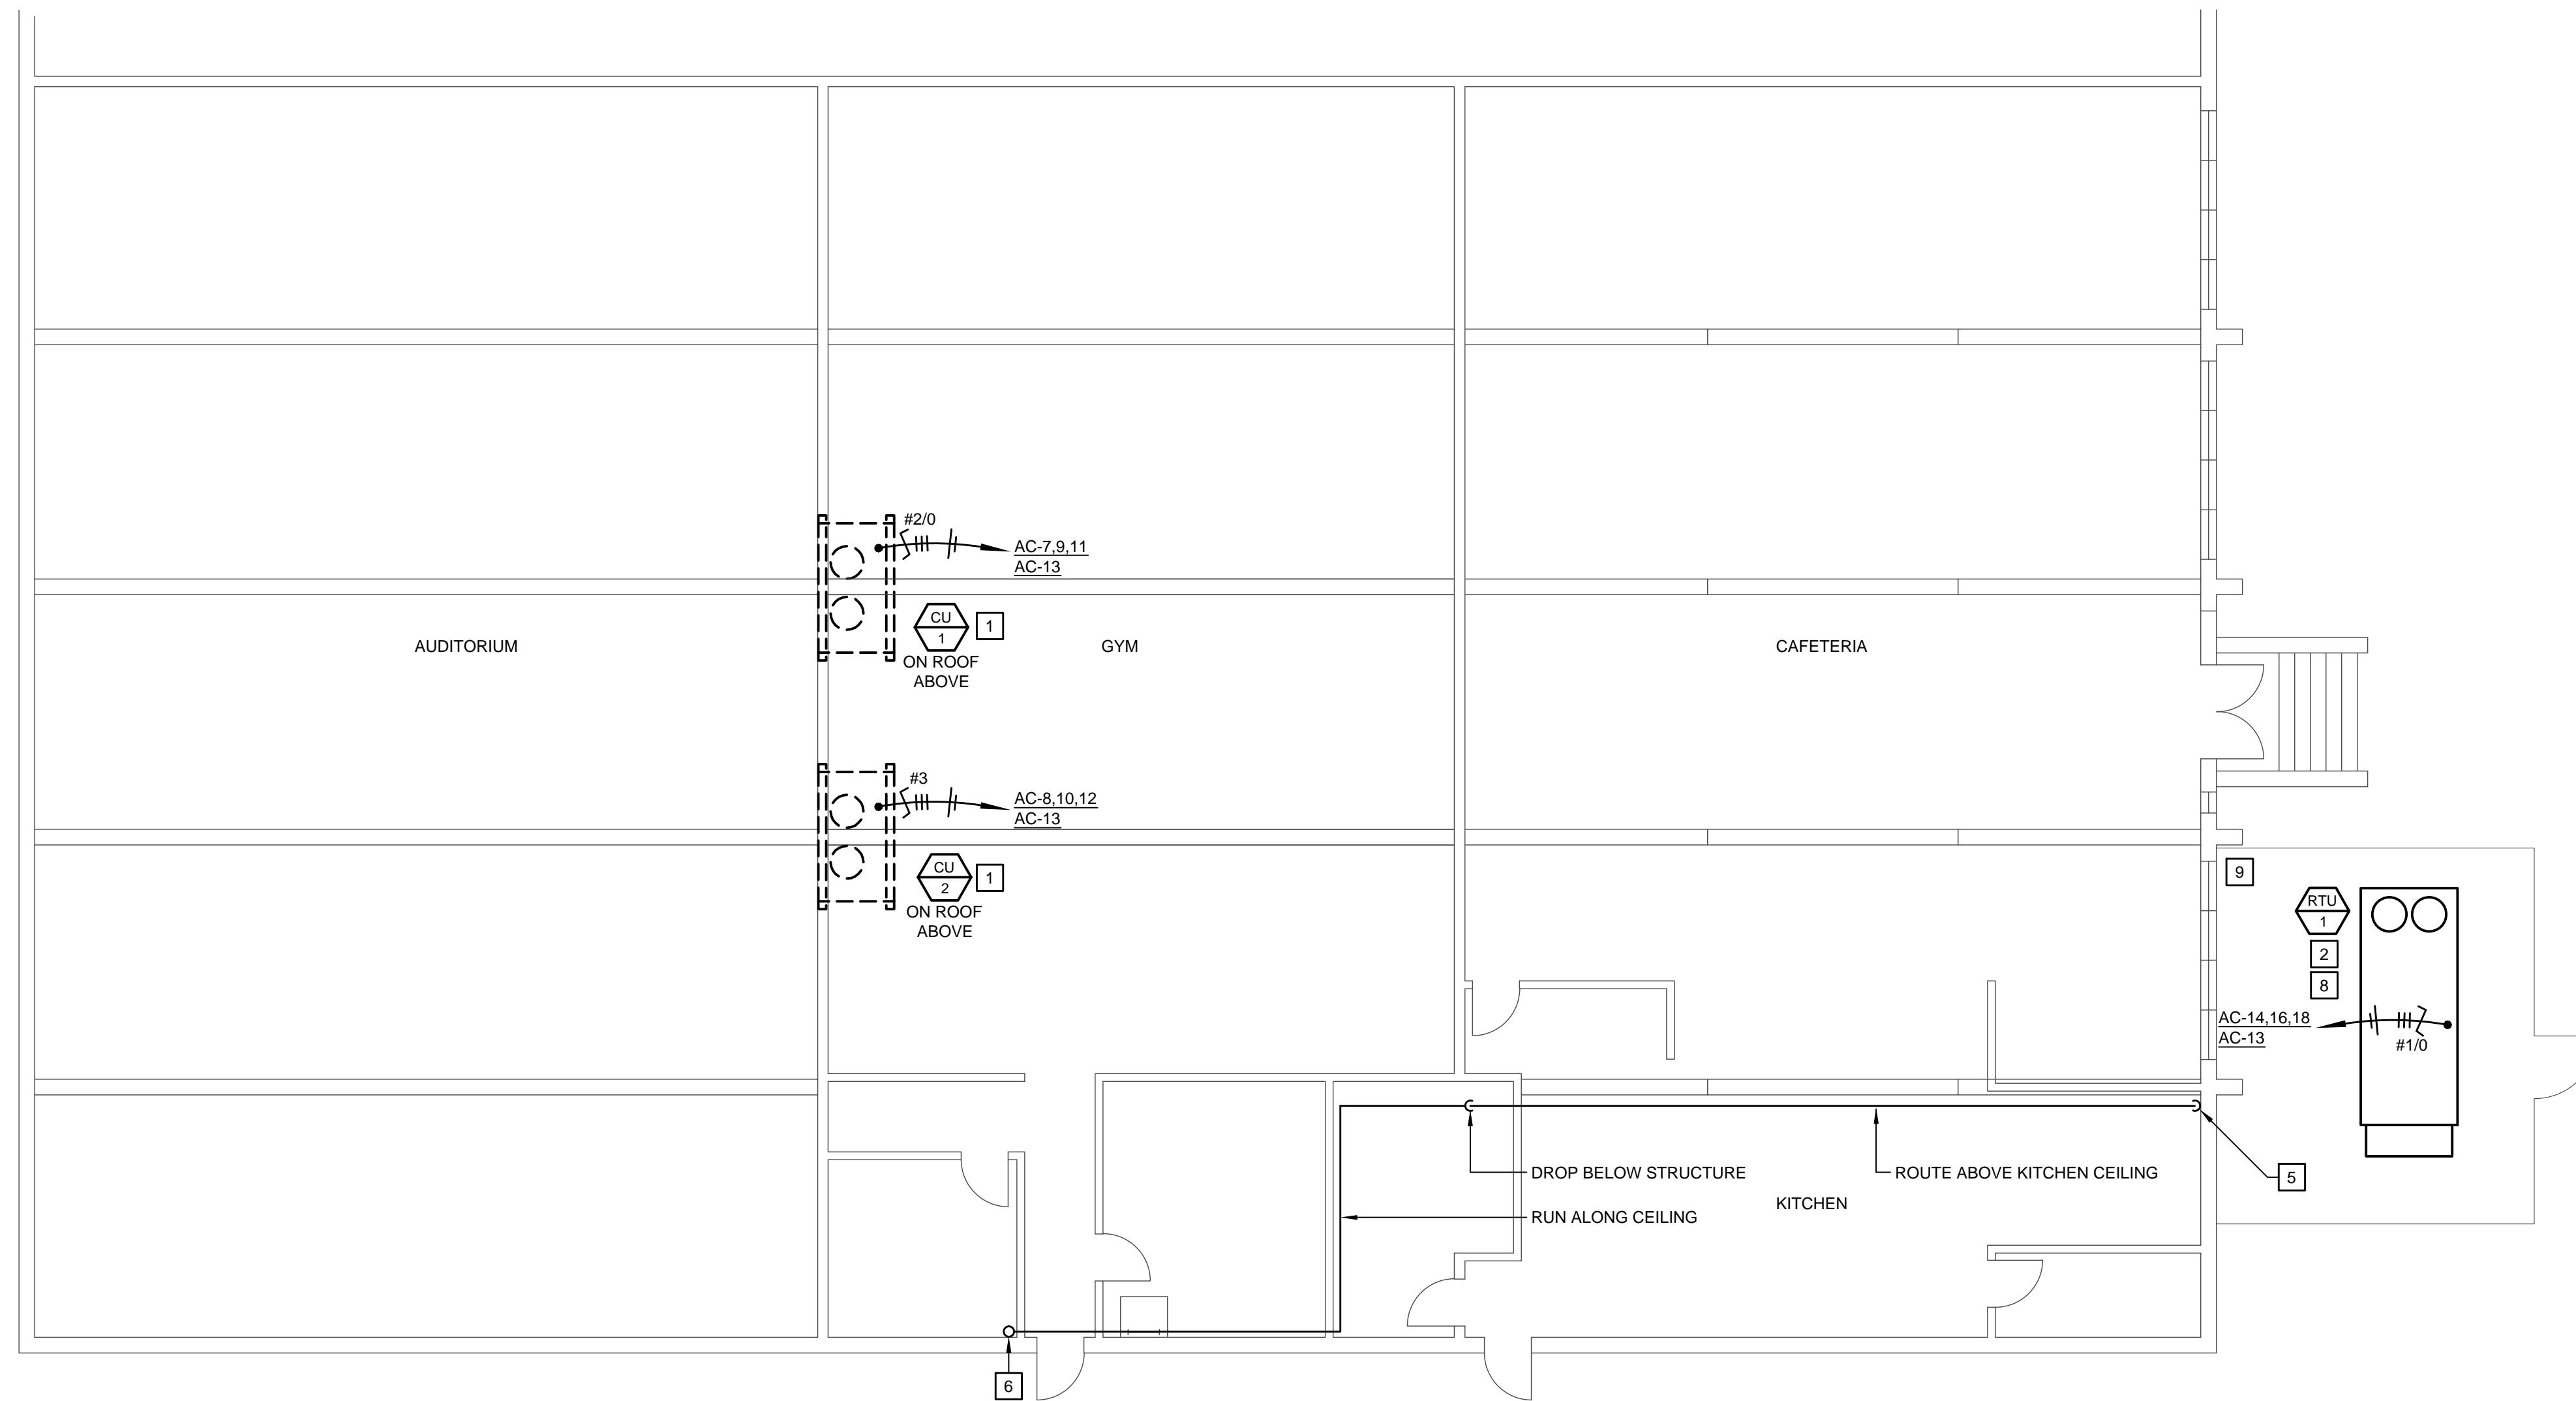 #2/0
AC-7,9,11
AC-13
CU
1
1
ON ROOF
ABOVE
AUDITORIUM
GYM
CAFETERIA
#3
AC-8,10,12
AC-13
CU
2
1
ON ROOF
ABOVE
9
RTU
1
2
8
AC-14,16,18
AC-13
#1/0
DROP BELOW STRUCTURE
ROUTE ABOVE KITCHEN CEILING
5
KITCHEN
RUN ALONG CEILING
6